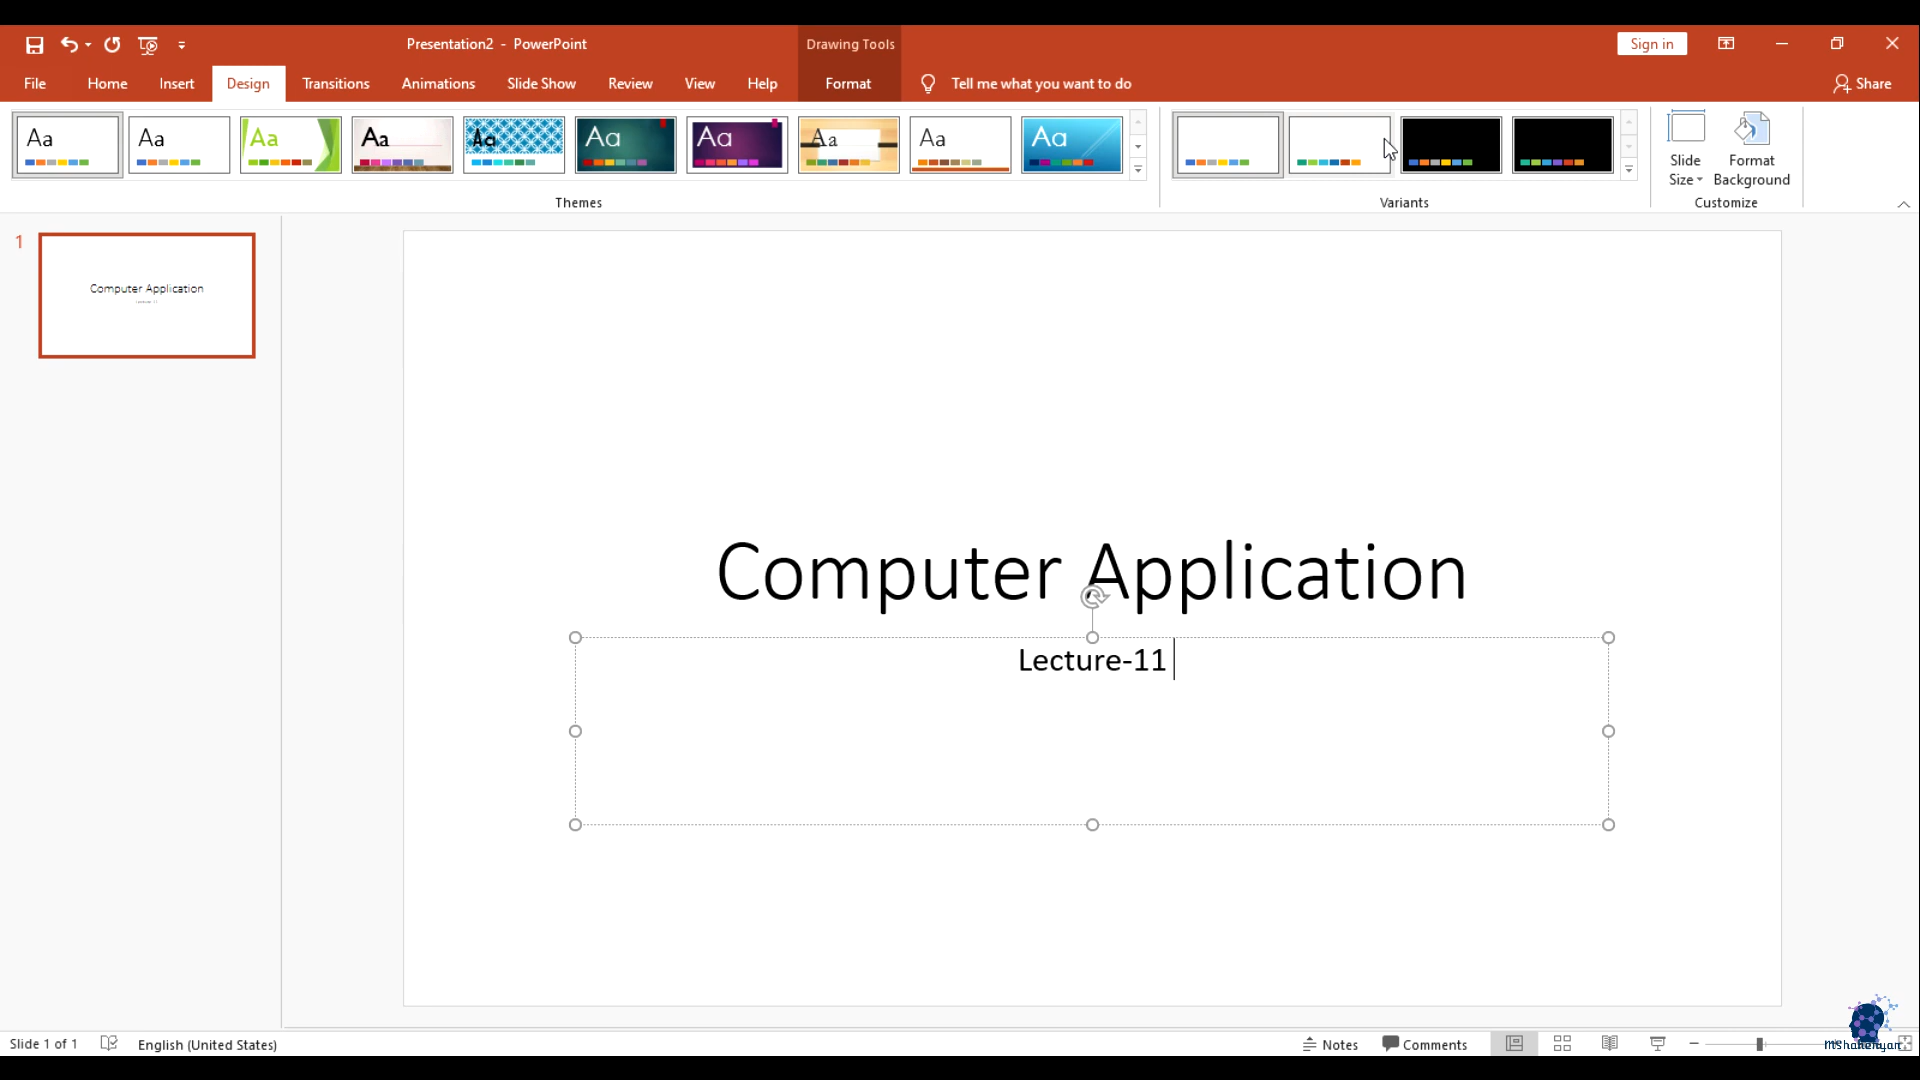 Presentation2 - PowerPoint
Drawing Tools
Sign in
File
Home
Insert
Design
Transitions
Animations
Slide Show
Review
View
Help
Format
Tell me what you want to do
Share
Aa
Aa
Aa
Aa
Aa
Aa
Aa
Aa
Aa
Aa
Slide
Size
Format
Background
Themes
Variants
Customize
1
Computer Application
Lecture-11
Computer Application
Lecture-11
Slide 1 of 1
English (United States)
Notes
Comments